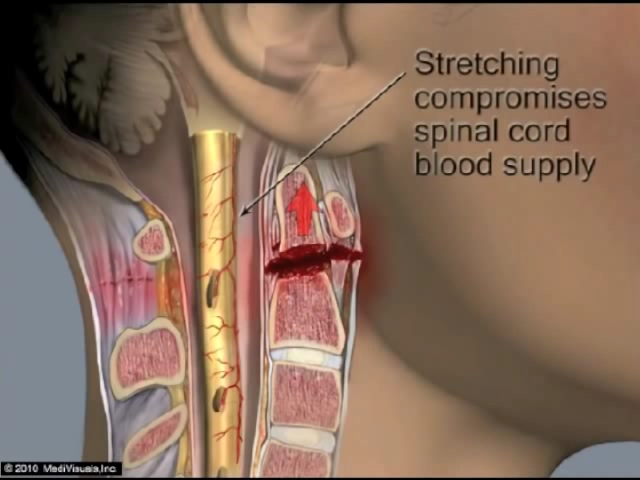 Stretching
compromises
spinal cord
blood supply
© 2010 MediVisuals,Inc.